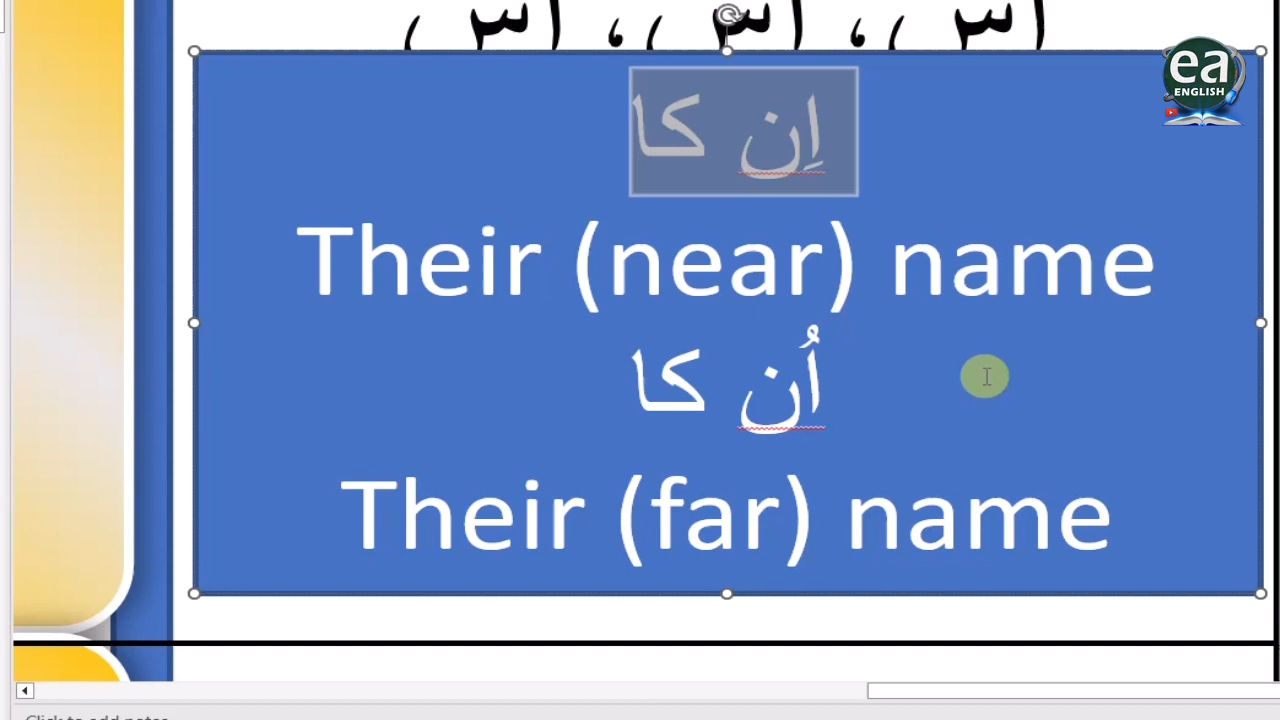 اِن کا
Their (near) name
اُن کا
Their (far) name
ea
ENGLISH